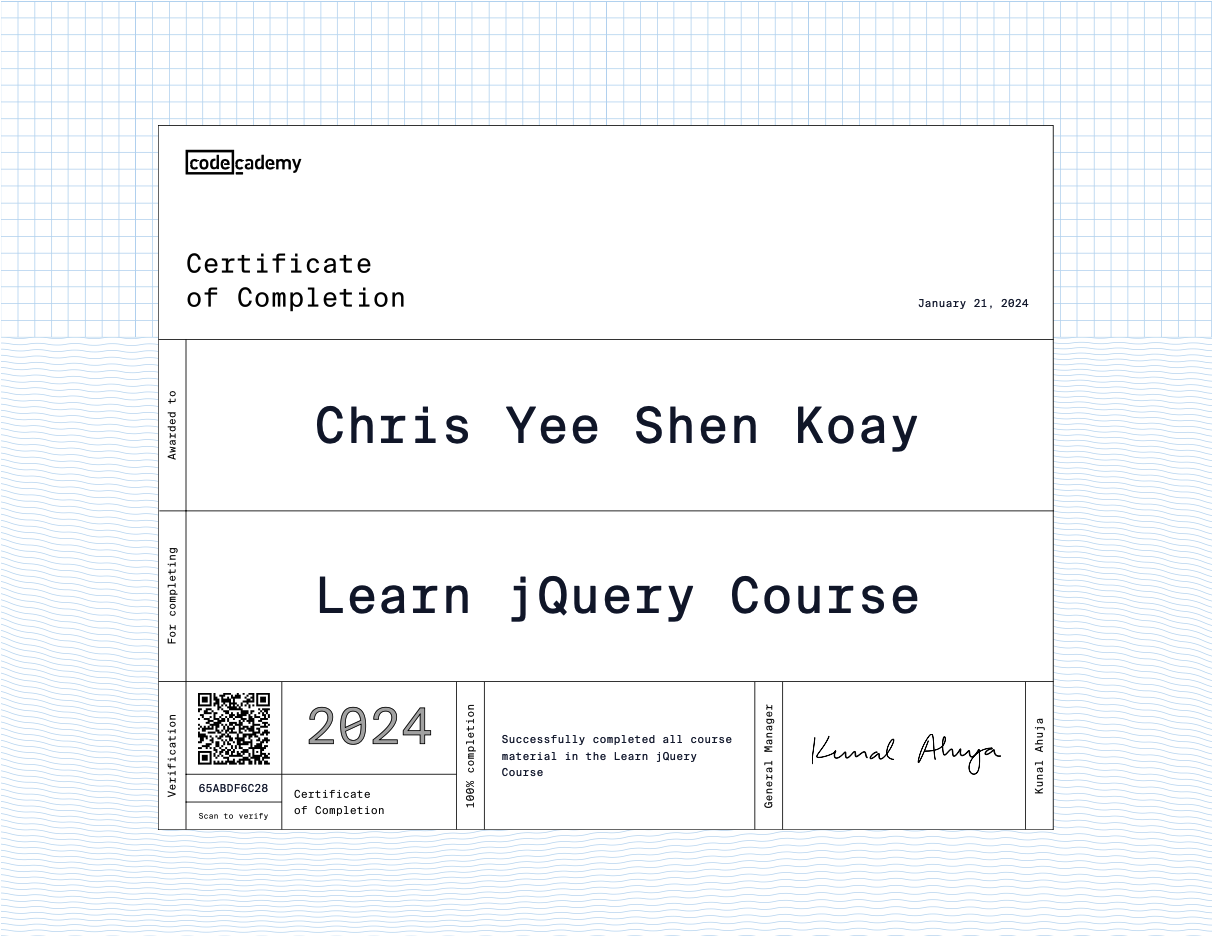 codecademy
Certificate
of Completion
January 21, 2024
Awarded to
Chris Yee Shen Koay
For completing
Learn jQuery Course
Verification
65ABDF6C28
Scan to verify
2024
Certificate
of Completion
100% completion
Successfully completed all course
material in the Learn jQuery
Course
General Manager
Kunal Ahuja
Kunal Ahuja